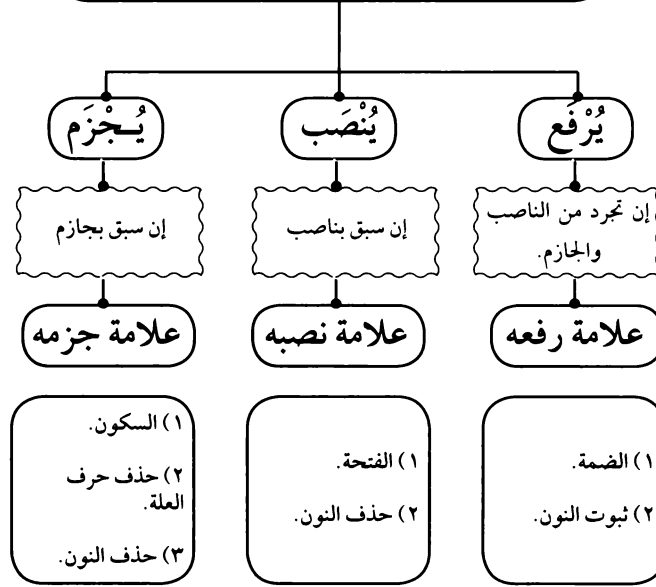 يُرْفَع
يُنْصَب
يُـجْزَم
إن تجرد من الناصب
والجازم.
إن سبق بناصب
إن سبق بجازم
علامة رفعه
علامة نصبه
علامة جزمه
١) الضمة.
٢) ثبوت النون.
١) الفتحة.
٢) حذف النون.
١) السكون.
٢) حذف حرف
العلة.
٣) حذف النون.